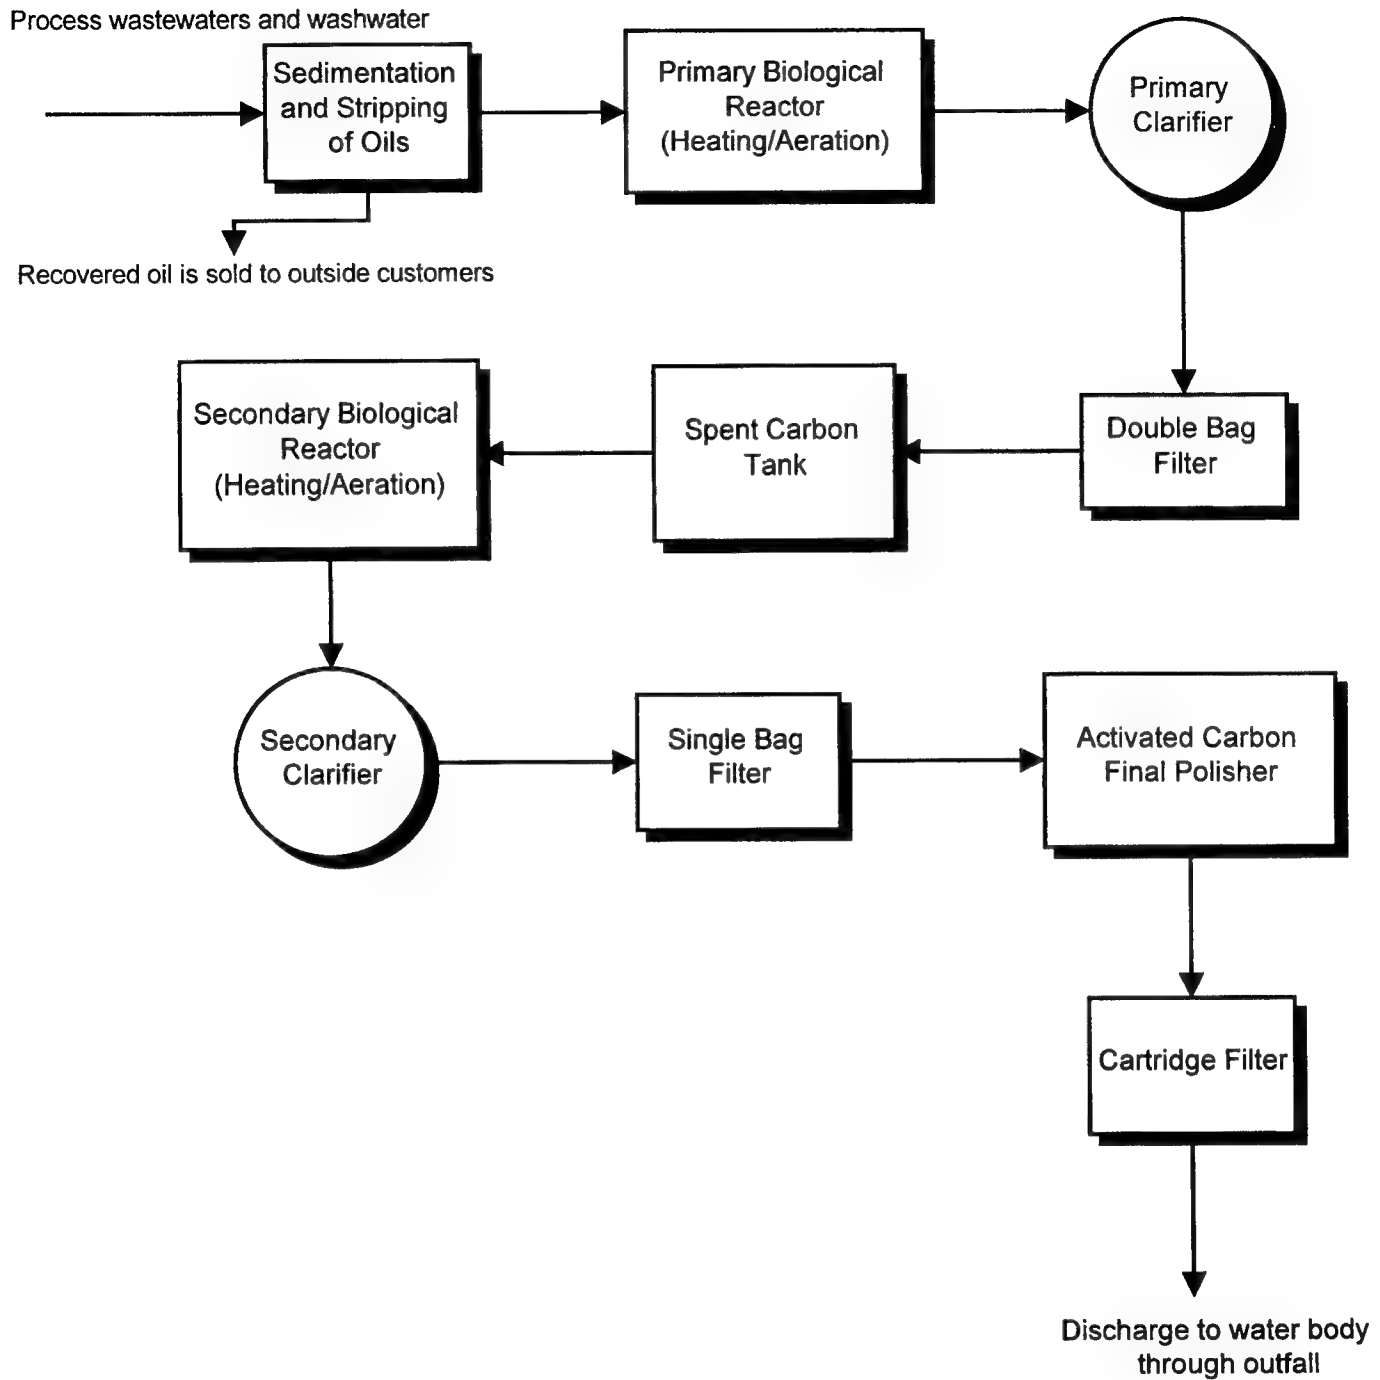 Process wastewaters and washwater
Sedimentation
and Stripping
of Oils
Primary Biological
Reactor
(Heating/Aeration)
Primary
Clarifier
Recovered oil is sold to outside customers
Secondary Biological
Reactor
(Heating/Aeration)
Spent Carbon
Tank
Double Bag
Filter
Secondary
Clarifier
Single Bag
Filter
Activated Carbon
Final Polisher
Cartridge Filter
Discharge to water body
through outfall